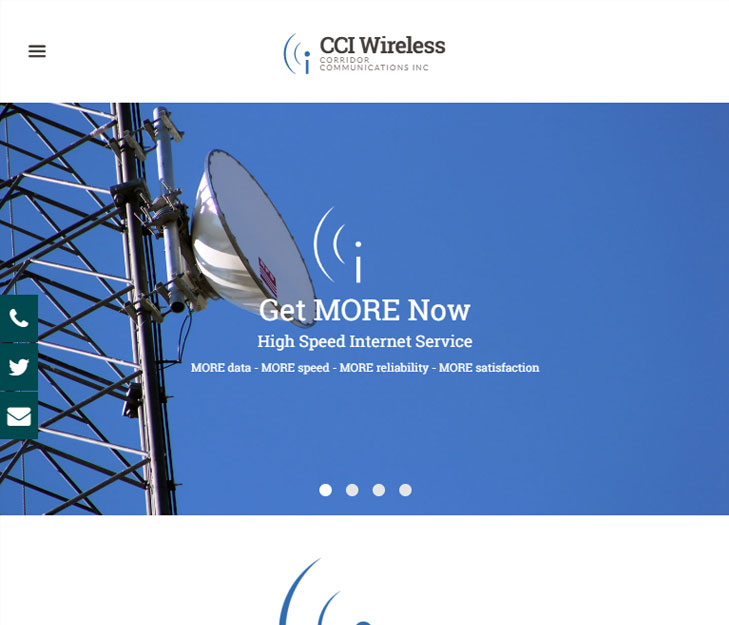 CCI Wireless
CORRIDOR
COMMUNICATIONS INC
Get MORE Now
High Speed Internet Service
MORE data - MORE speed - MORE reliability - MORE satisfaction